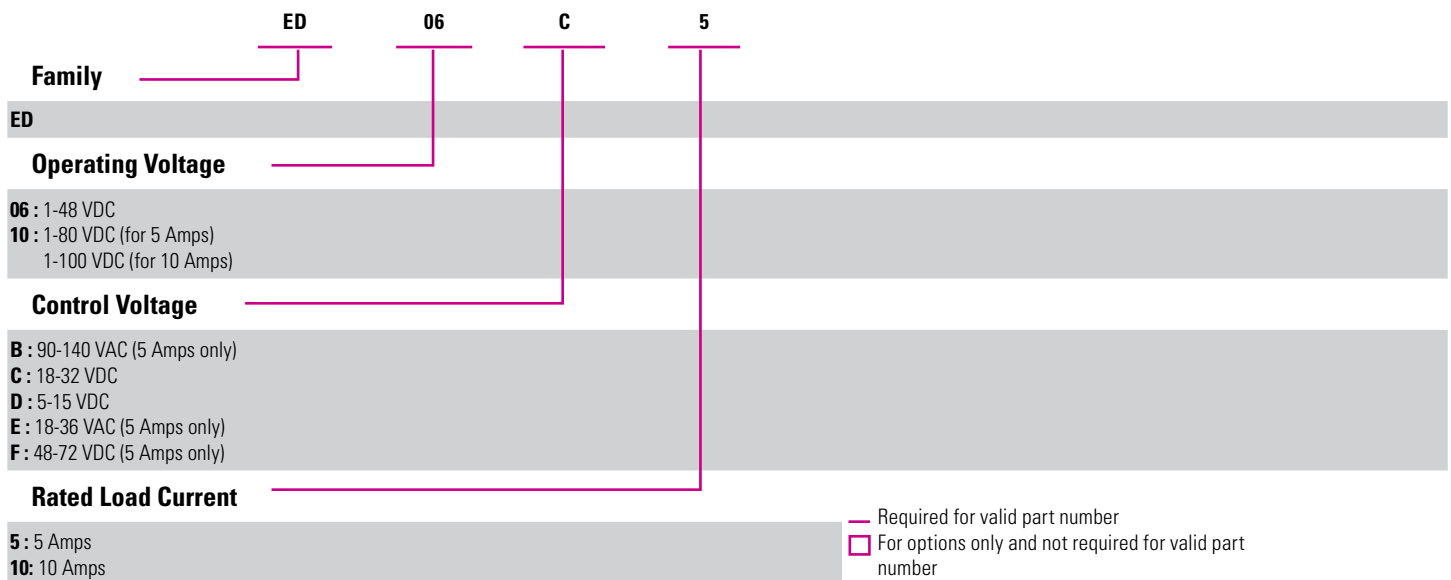 ED 06 C 5
Family
ED
Operating Voltage
06 : 1-48 VDC
10 : 1-80 VDC (for 5 Amps)
1-100 VDC (for 10 Amps)
Control Voltage
B : 90-140 VAC (5 Amps only)
C : 18-32 VDC
D : 5-15 VDC
E : 18-36 VAC (5 Amps only)
F : 48-72 VDC (5 Amps only)
Rated Load Current
5 : 5 Amps
10: 10 Amps
Required for valid part number
For options only and not required for valid part
number